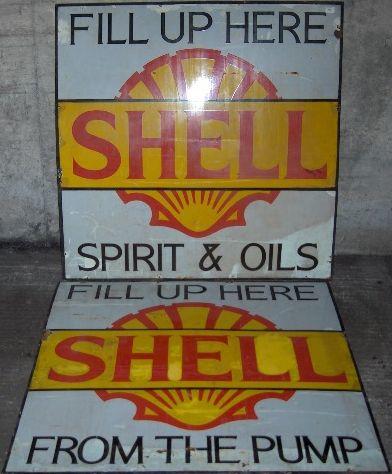 FILL UP HERE
SHELL
SPIRIT & OILS
FILL UP HERE
SHELL
FROM THE PUMP